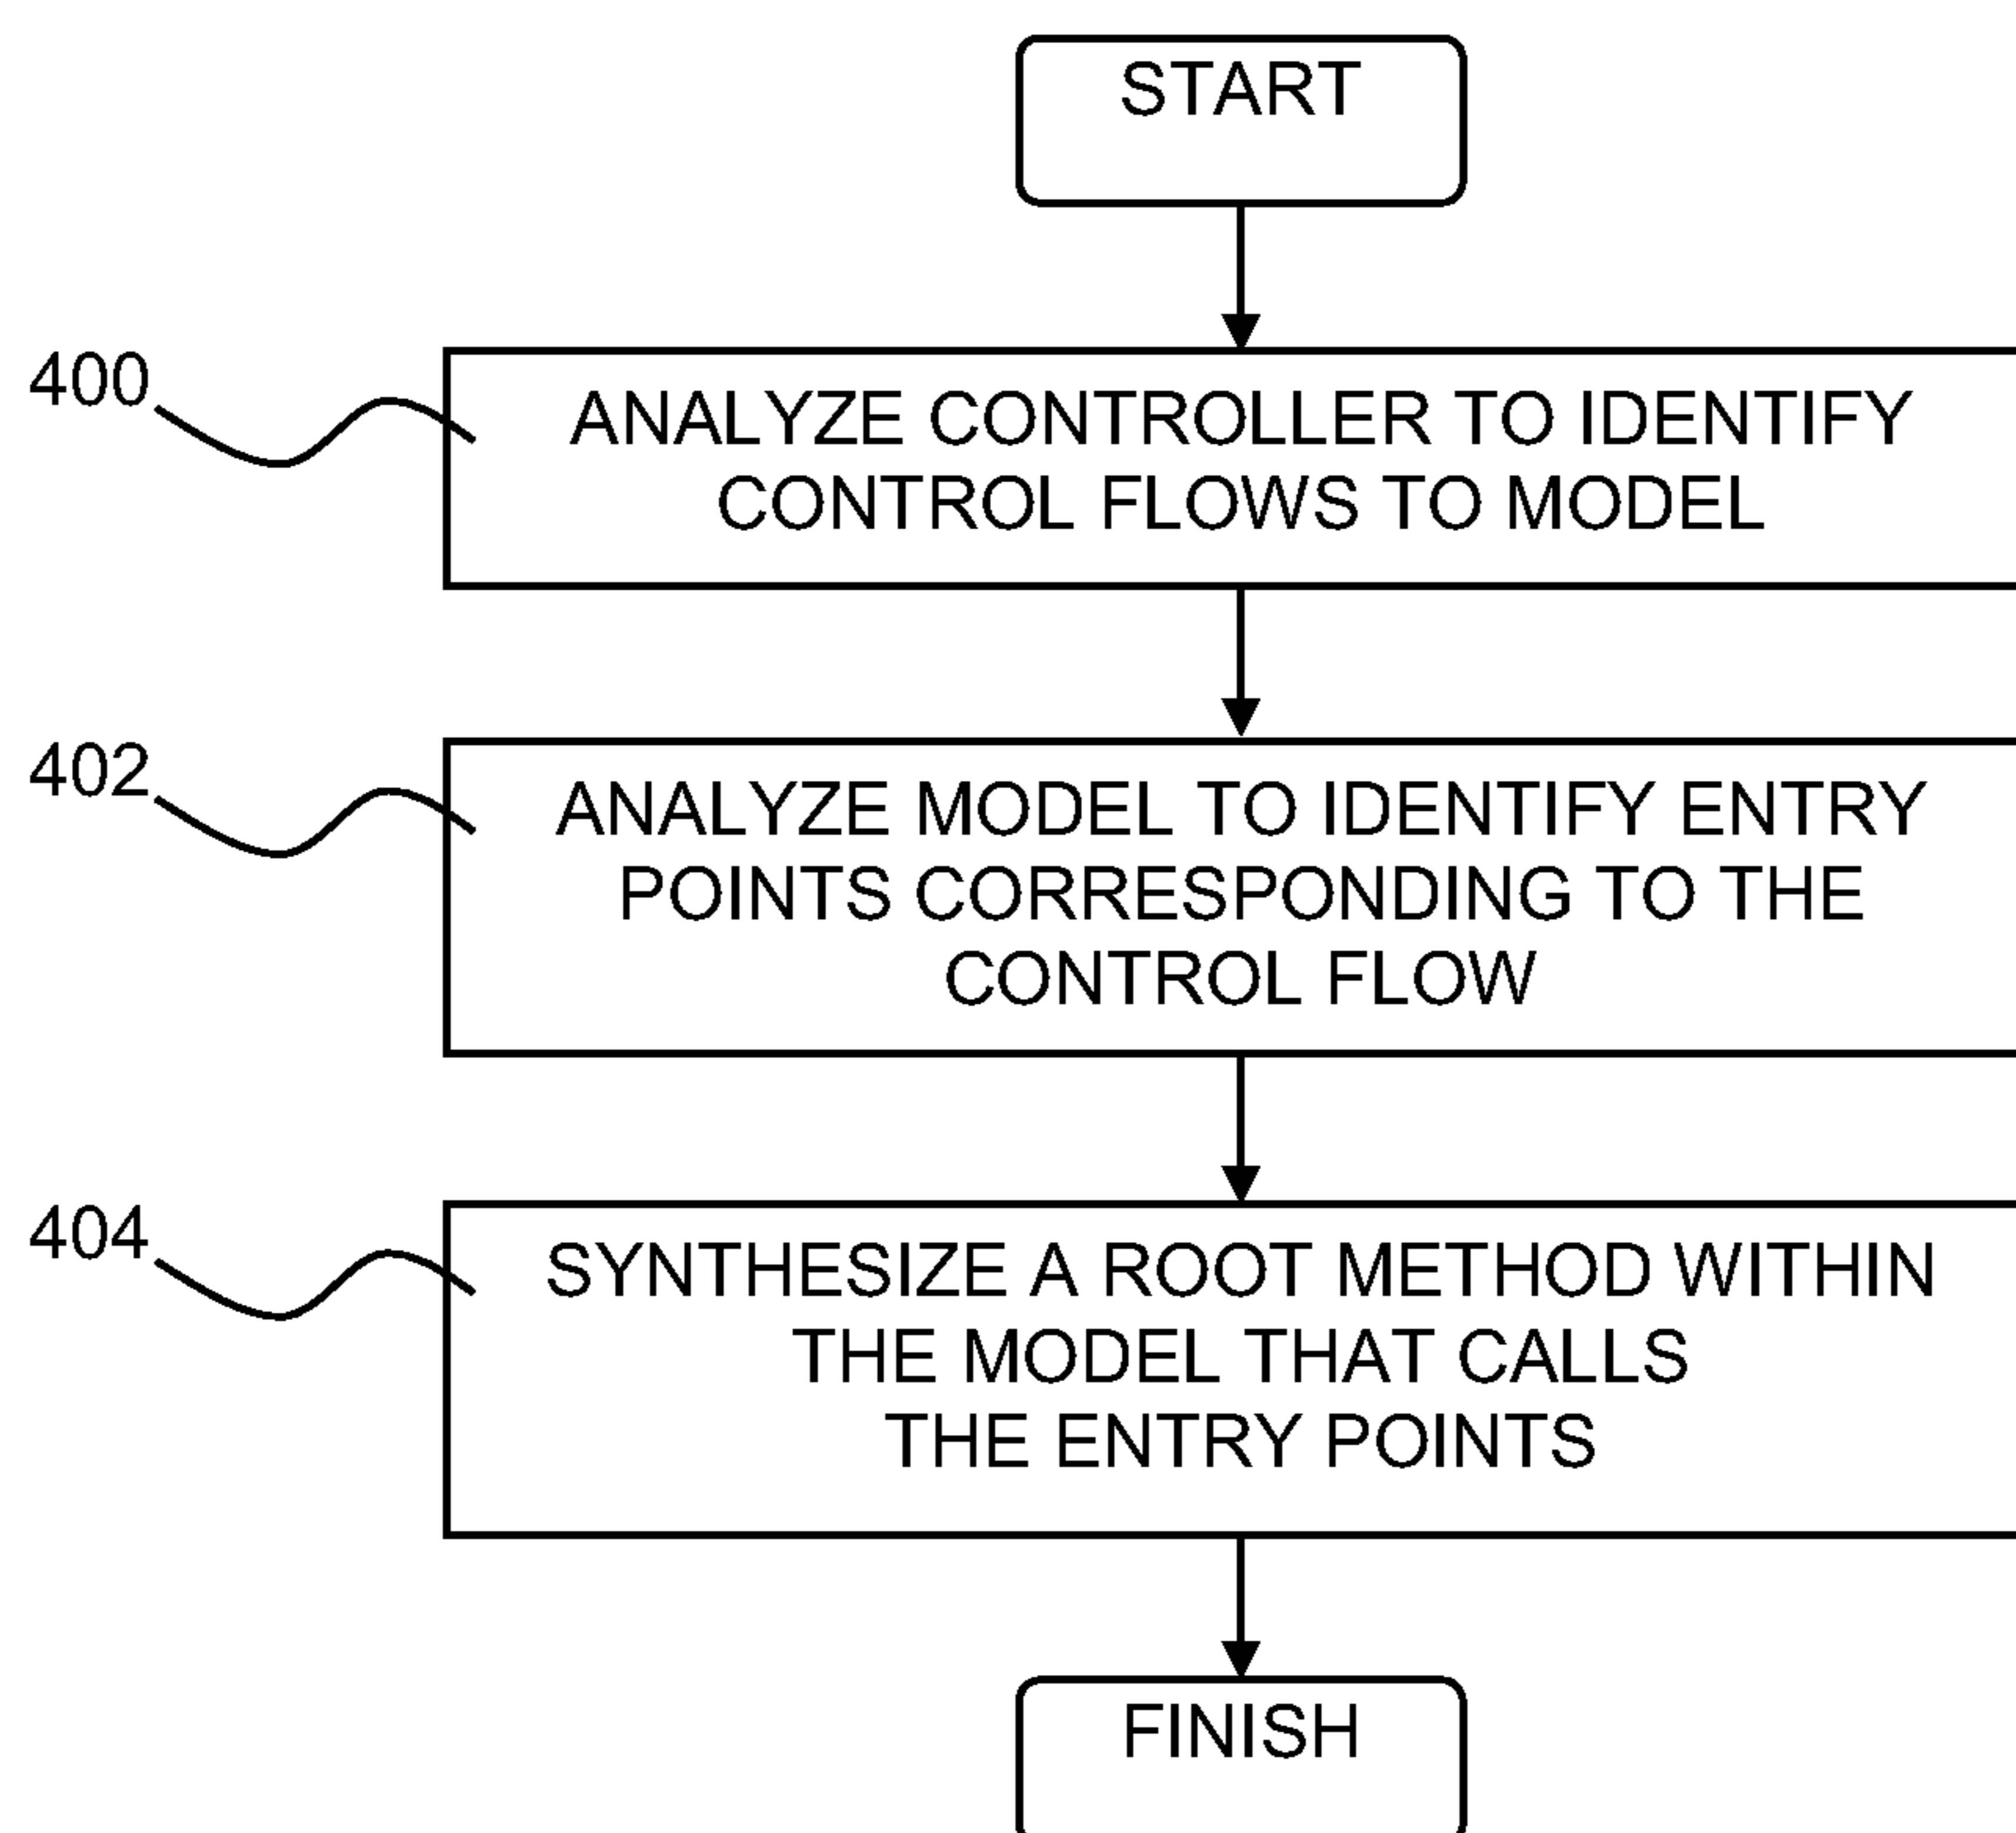 START
400
ANALYZE CONTROLLER TO IDENTIFY
CONTROL FLOWS TO MODEL
402
ANALYZE MODEL TO IDENTIFY ENTRY
POINTS CORRESPONDING TO THE
CONTROL FLOW
404
SYNTHESIZE A ROOT METHOD WITHIN
THE MODEL THAT CALLS
THE ENTRY POINTS
FINISH